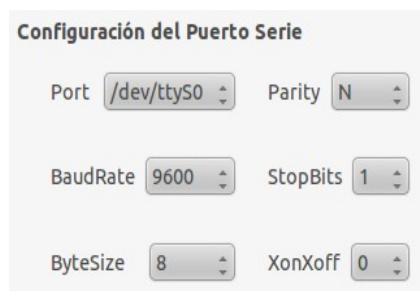 Configuración del Puerto Serie
Port /dev/ttyS0 Parity N
BaudRate 9600 StopBits 1
ByteSize 8 XonXoff 0